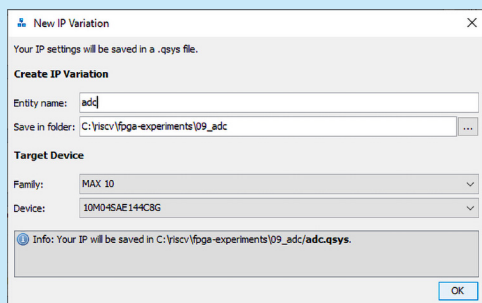 New IP Variation
Your IP settings will be saved in a .qsys file.
Create IP Variation
Entity name: adc
Save in folder: C:\riscv\fpga-experiments\09_adc ...
Target Device
Family: MAX 10
Device: 10M04SAE144C8G
Info: Your IP will be saved in C:\riscv\fpga-experiments\09_adc/adc.qsys.
OK